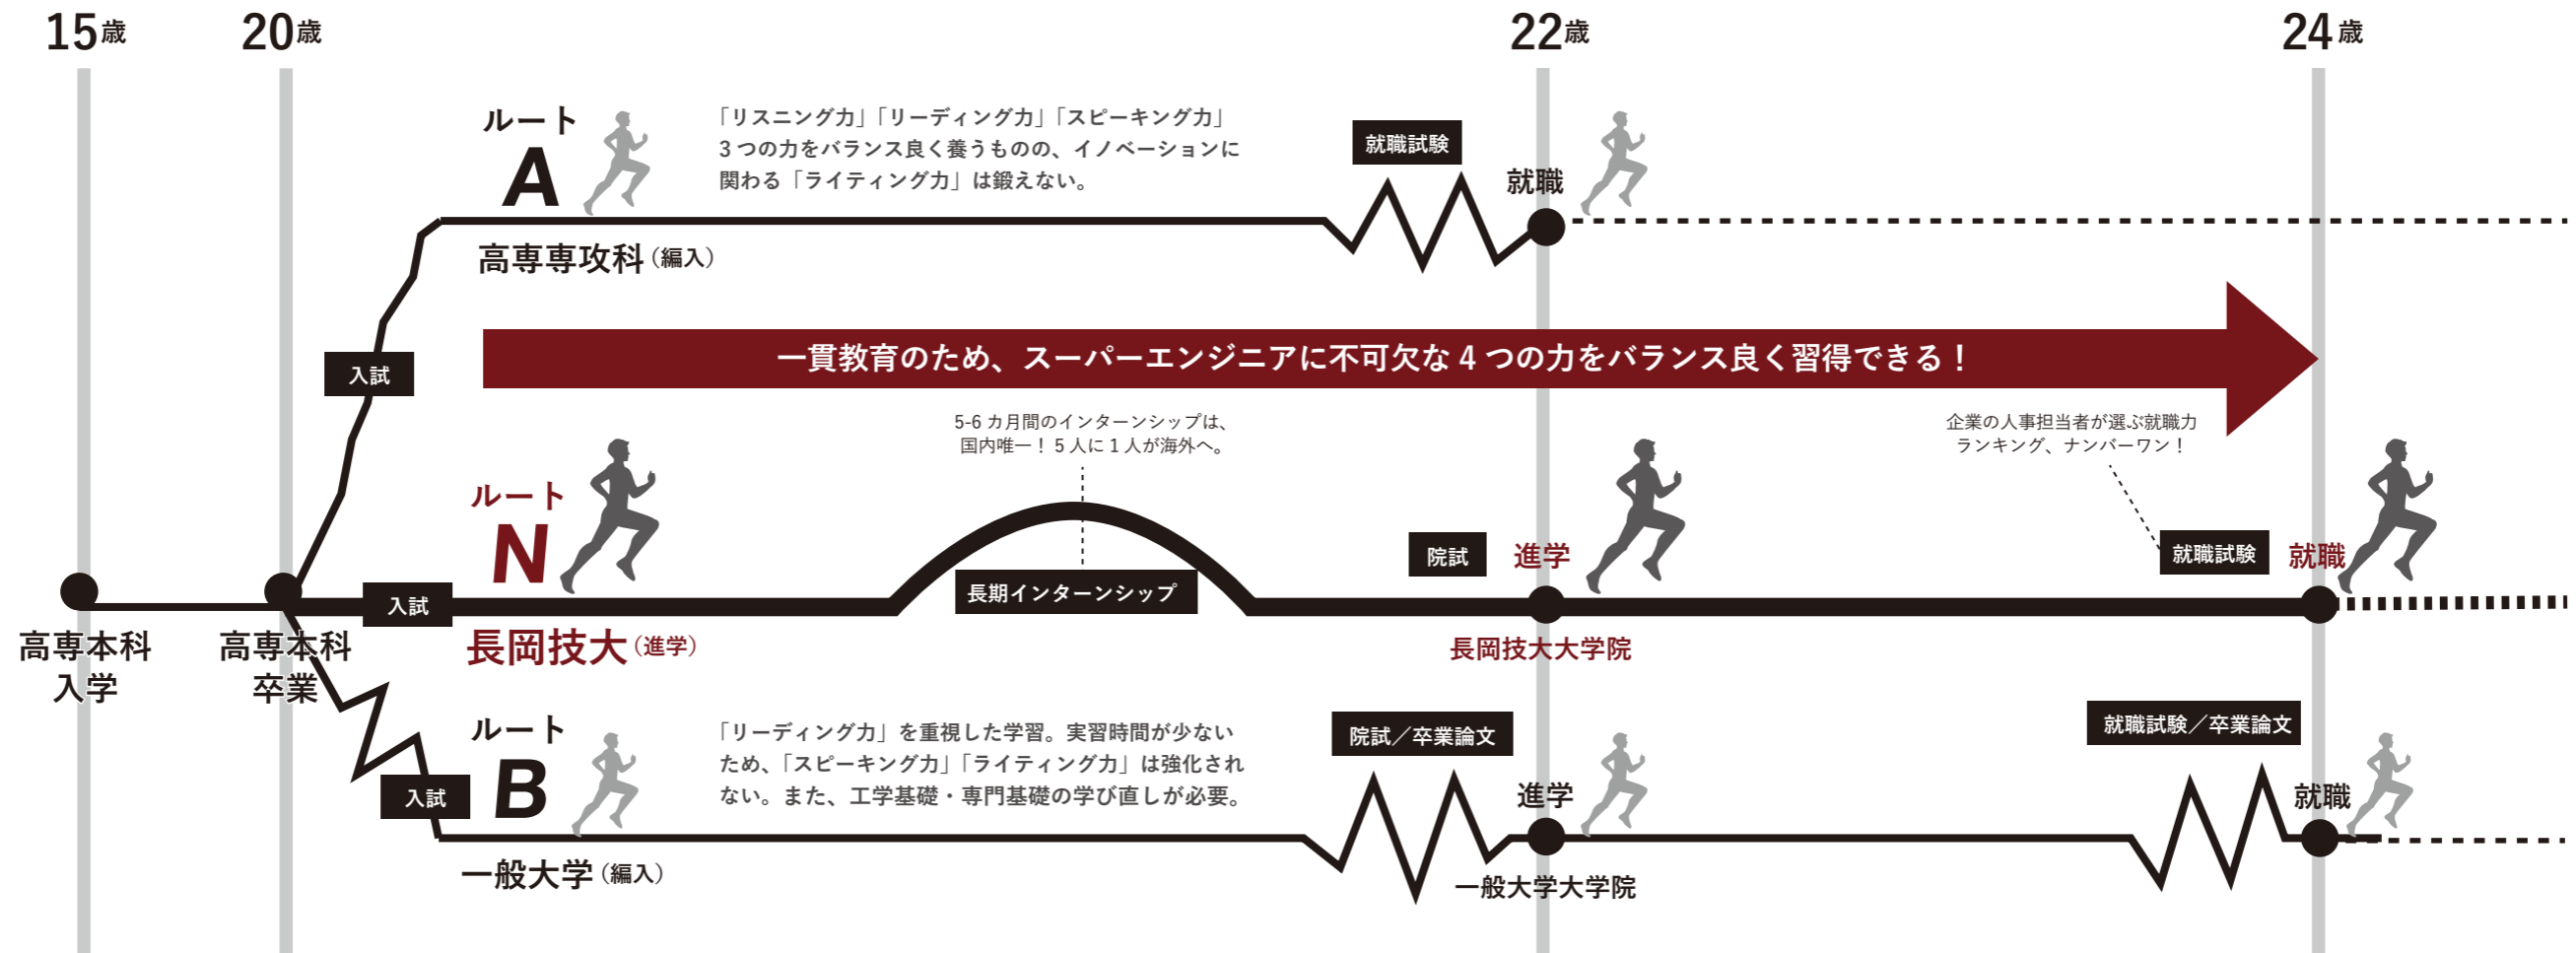 15歳
20歳
22歳
24歳
ルート
A
「リスニング力」「リーディング力」「スピーキング力」
3つの力をバランス良く養うものの、イノベーションに
関わる「ライティング力」は鍛えない。
就職試験
就職
高専専攻科（編入）
入試
一貫教育のため、スーパーエンジニアに不可欠な4つの力をバランス良く習得できる！
5-6カ月間のインターンシップは、
国内唯一！5人に1人が海外へ。
企業の人事担当者が選ぶ就職力
ランキング、ナンバーワン！
ルート
N
入試
長期インターンシップ
院試
進学
就職試験
就職
高専本科
入学
高専本科
卒業
長岡技大（進学）
長岡技大大学院
ルート
B
「リーディング力」を重視した学習。実習時間が少ない
ため、「スピーキング力」「ライティング力」は強化され
ない。また、工学基礎・専門基礎の学び直しが必要。
入試
院試／卒業論文
進学
就職試験／卒業論文
就職
一般大学（編入）
一般大学大学院